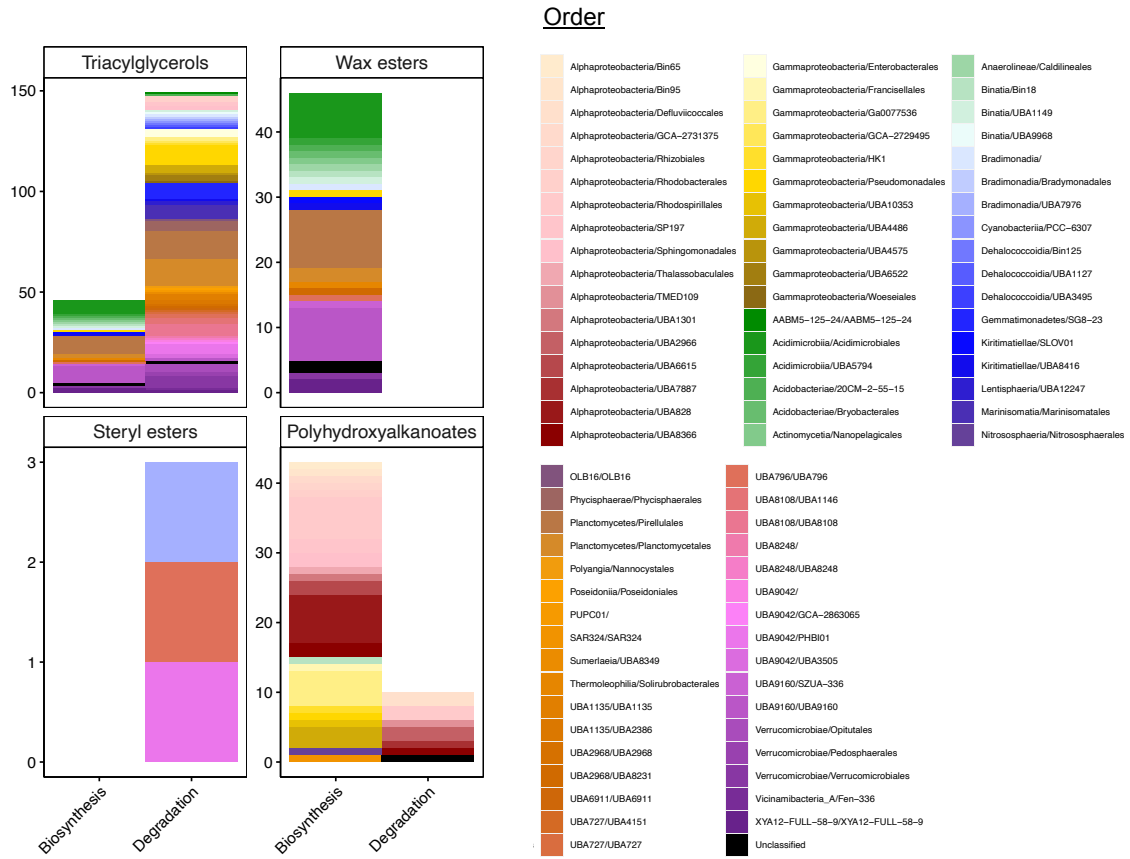 Order
Triacylglycerols
Wax esters
150
100
50
0
40
30
20
10
0
Steryl esters
Polyhydroxyalkanoates
3
2
1
0
40
30
20
10
0
Biosynthesis
Degradation
Biosynthesis
Degradation
Alphaproteobacteria/Bin65
Alphaproteobacteria/Bin95
Alphaproteobacteria/Defluviicoccales
Alphaproteobacteria/GCA-2731375
Alphaproteobacteria/Rhizobiales
Alphaproteobacteria/Rhodobacterales
Alphaproteobacteria/Rhodospirillales
Alphaproteobacteria/SP197
Alphaproteobacteria/Sphingomonadales
Alphaproteobacteria/Thalassobaculales
Alphaproteobacteria/TMED109
Alphaproteobacteria/UBA1301
Alphaproteobacteria/UBA2966
Alphaproteobacteria/UBA6615
Alphaproteobacteria/UBA7887
Alphaproteobacteria/UBA828
Alphaproteobacteria/UBA8366
Gammaproteobacteria/Enterobacterales
Gammaproteobacteria/Francisellales
Gammaproteobacteria/Ga0077536
Gammaproteobacteria/GCA-2729495
Gammaproteobacteria/HK1
Gammaproteobacteria/Pseudomonadales
Gammaproteobacteria/UBA10353
Gammaproteobacteria/UBA4486
Gammaproteobacteria/UBA4575
Gammaproteobacteria/UBA6522
Gammaproteobacteria/Woeseiales
AABM5-125-24/AABM5-125-24
Acidimicrobiia/Acidimicrobiales
Acidimicrobiia/UBA5794
Acidobacteriae/20CM-2-55-15
Acidobacteriae/Bryobacterales
Actinomycetia/Nanopelagicales
Anaerolineae/Caldilineales
Binatia/Bin18
Binatia/UBA1149
Binatia/UBA9968
Bradimonadia/
Bradimonadia/Bradymonadales
Bradimonadia/UBA7976
Cyanobacteriia/PCC-6307
Dehalococcoidia/Bin125
Dehalococcoidia/UBA1127
Dehalococcoidia/UBA3495
Gemmatimonadetes/SG8-23
Kiritimatiellae/SLOV01
Kiritimatiellae/UBA8416
Lentisphaeria/UBA12247
Marinisomatia/Marinisomatales
Nitrososphaeria/Nitrososphaerales
OLB16/OLB16
Phycisphaerae/Phycisphaerales
Planctomycetes/Pirellulales
Planctomycetes/Planctomycetales
Polyangia/Nannocystales
Poseidoniia/Poseidoniales
PUPC01/
SAR324/SAR324
Sumerlaeia/UBA8349
Thermoleophilia/Solirubrobacterales
UBA1135/UBA1135
UBA1135/UBA2386
UBA2968/UBA2968
UBA2968/UBA8231
UBA6911/UBA6911
UBA727/UBA4151
UBA727/UBA727
UBA796/UBA796
UBA8108/UBA1146
UBA8108/UBA8108
UBA8248/
UBA8248/UBA8248
UBA9042/
UBA9042/GCA-2863065
UBA9042/PHBI01
UBA9042/UBA3505
UBA9160/SZUA-336
UBA9160/UBA9160
Verrucomicrobiae/Opitutales
Verrucomicrobiae/Pedosphaerales
Verrucomicrobiae/Verrucomicrobiales
Vicinamibacteria_A/Fen-336
XYA12-FULL-58-9/XYA12-FULL-58-9
Unclassified